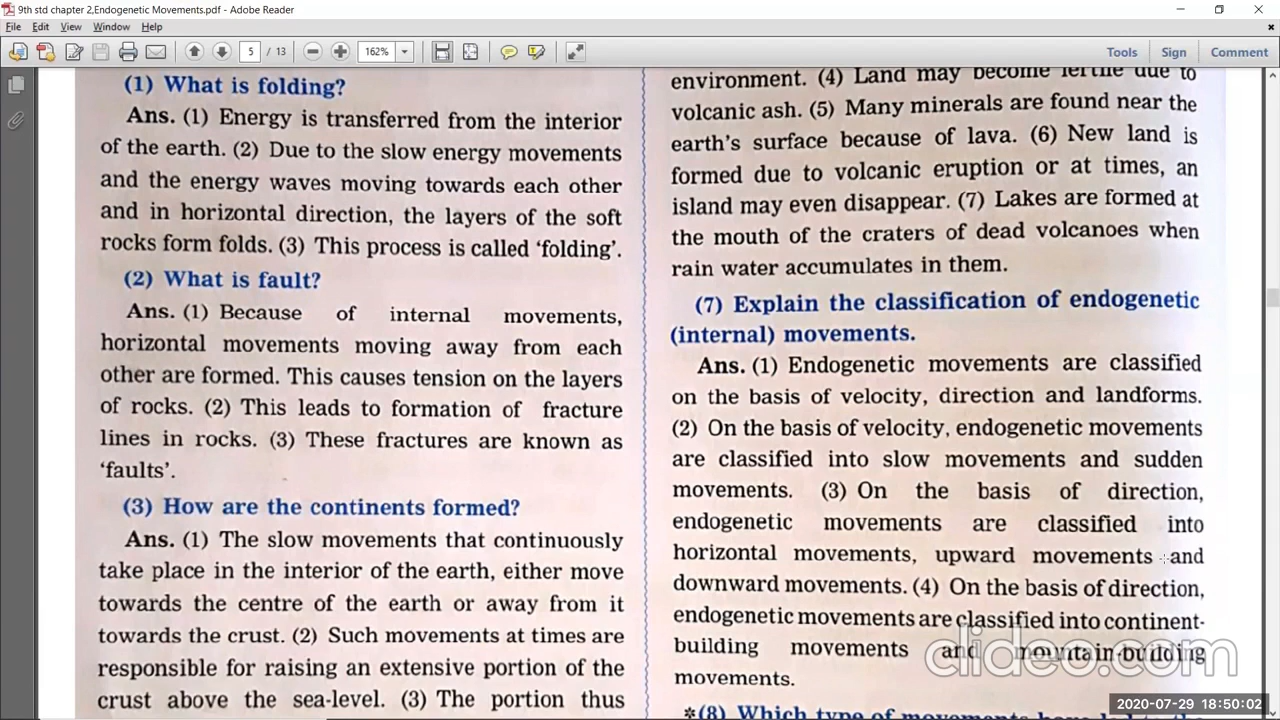 9th std chapter 2,Endogenetic Movements.pdf - Adobe Reader
File Edit View Window Help
5 / 13
162%
Tools Sign Comment
(1) What is folding?
Ans. (1) Energy is transferred from the interior
of the earth. (2) Due to the slow energy movements
and the energy waves moving towards each other
and in horizontal direction, the layers of the soft
rocks form folds. (3) This process is called ‘folding’.
(2) What is fault?
Ans. (1) Because of internal movements,
horizontal movements moving away from each
other are formed. This causes tension on the layers
of rocks. (2) This leads to formation of fracture
lines in rocks. (3) These fractures are known as
‘faults’.
(3) How are the continents formed?
Ans. (1) The slow movements that continuously
take place in the interior of the earth, either move
towards the centre of the earth or away from it
towards the crust. (2) Such movements at times are
responsible for raising an extensive portion of the
crust above the sea-level. (3) The portion thus
environment. (4) Land may become fertile due to
volcanic ash. (5) Many minerals are found near the
earth's surface because of lava. (6) New land is
formed due to volcanic eruption or at times, an
island may even disappear. (7) Lakes are formed at
the mouth of the craters of dead volcanoes when
rain water accumulates in them.
(7) Explain the classification of endogenetic
(internal) movements.
Ans. (1) Endogenetic movements are classified
on the basis of velocity, direction and landforms.
(2) On the basis of velocity, endogenetic movements
are classified into slow movements and sudden
movements. (3) On the basis of direction,
endogenetic movements are classified into
horizontal movements, upward movements and
downward movements. (4) On the basis of direction,
endogenetic movements are classified into continent-
building movements and mountain-building
movements.
*(8) Which type of movements
clideo.com
2020-07-29 18:50:02